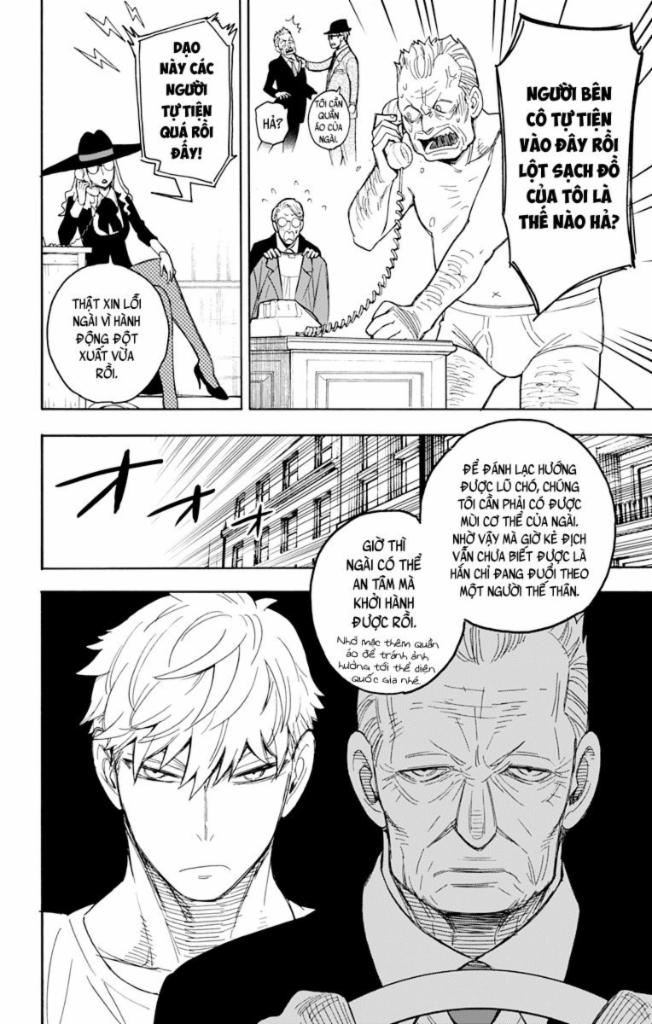 NGƯỜI BÊN
CÔ TỰ TIỆN
VÀO ĐÂY RỒI
LỘT SẠCH ĐỒ
CỦA TÔI LÀ
THẾ NÀO HẢ?
TÔI CẦN
QUẦN
ÁO CỦA
NGÀI.
HẢ?
DẠO
NÀY CÁC
NGƯỜI
TỰ TIỆN
QUÁ RỒI
ĐẤY!
THẬT XIN LỖI
NGÀI VÌ HÀNH
ĐỘNG ĐỘT
XUẤT VỪA
RỒI.
ĐỂ ĐÁNH LẠC HƯỚNG
ĐƯỢC LŨ CHÓ, CHÚNG
TÔI CẦN PHẢI CÓ ĐƯỢC
MÙI CƠ THỂ CỦA NGÀI.
NHỜ VẬY MÀ GIỜ KẺ ĐỊCH
VẪN CHƯA BIẾT ĐƯỢC LÀ
HẮN CHỈ ĐANG ĐUỔI THEO
MỘT NGƯỜI THẾ THÂN.
GIỜ THÌ
NGÀI CÓ THỂ
AN TÂM MÀ
KHỞI HÀNH
ĐƯỢC RỒI.
Nhớ mặc thêm quần
áo để tránh ảnh
hưởng tới thể diện
quốc gia nhé.